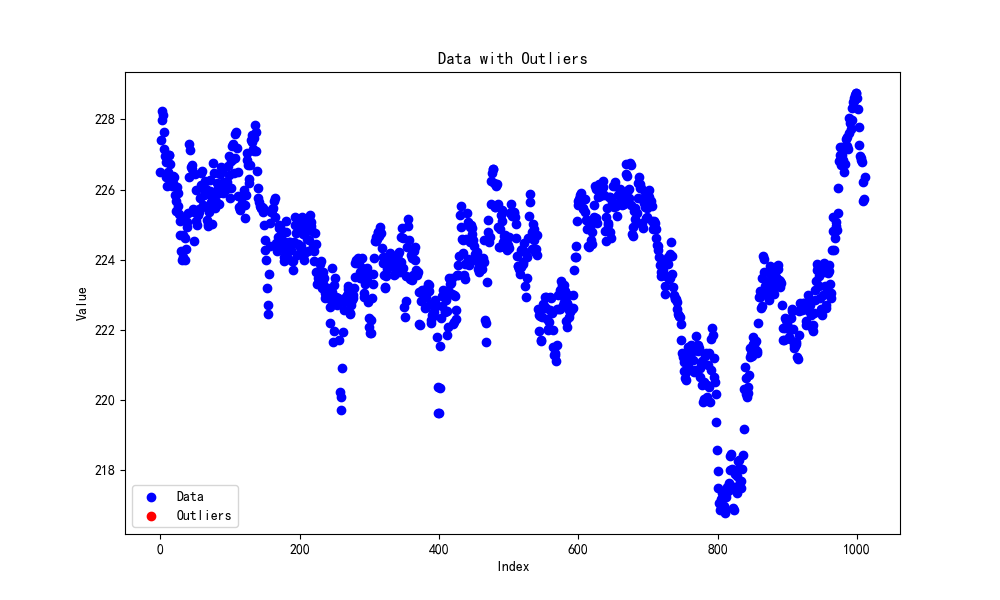 Data with Outliers
Value
228
226
224
222
220
218
Data
Outliers
0 200 400 600 800 1000
Index